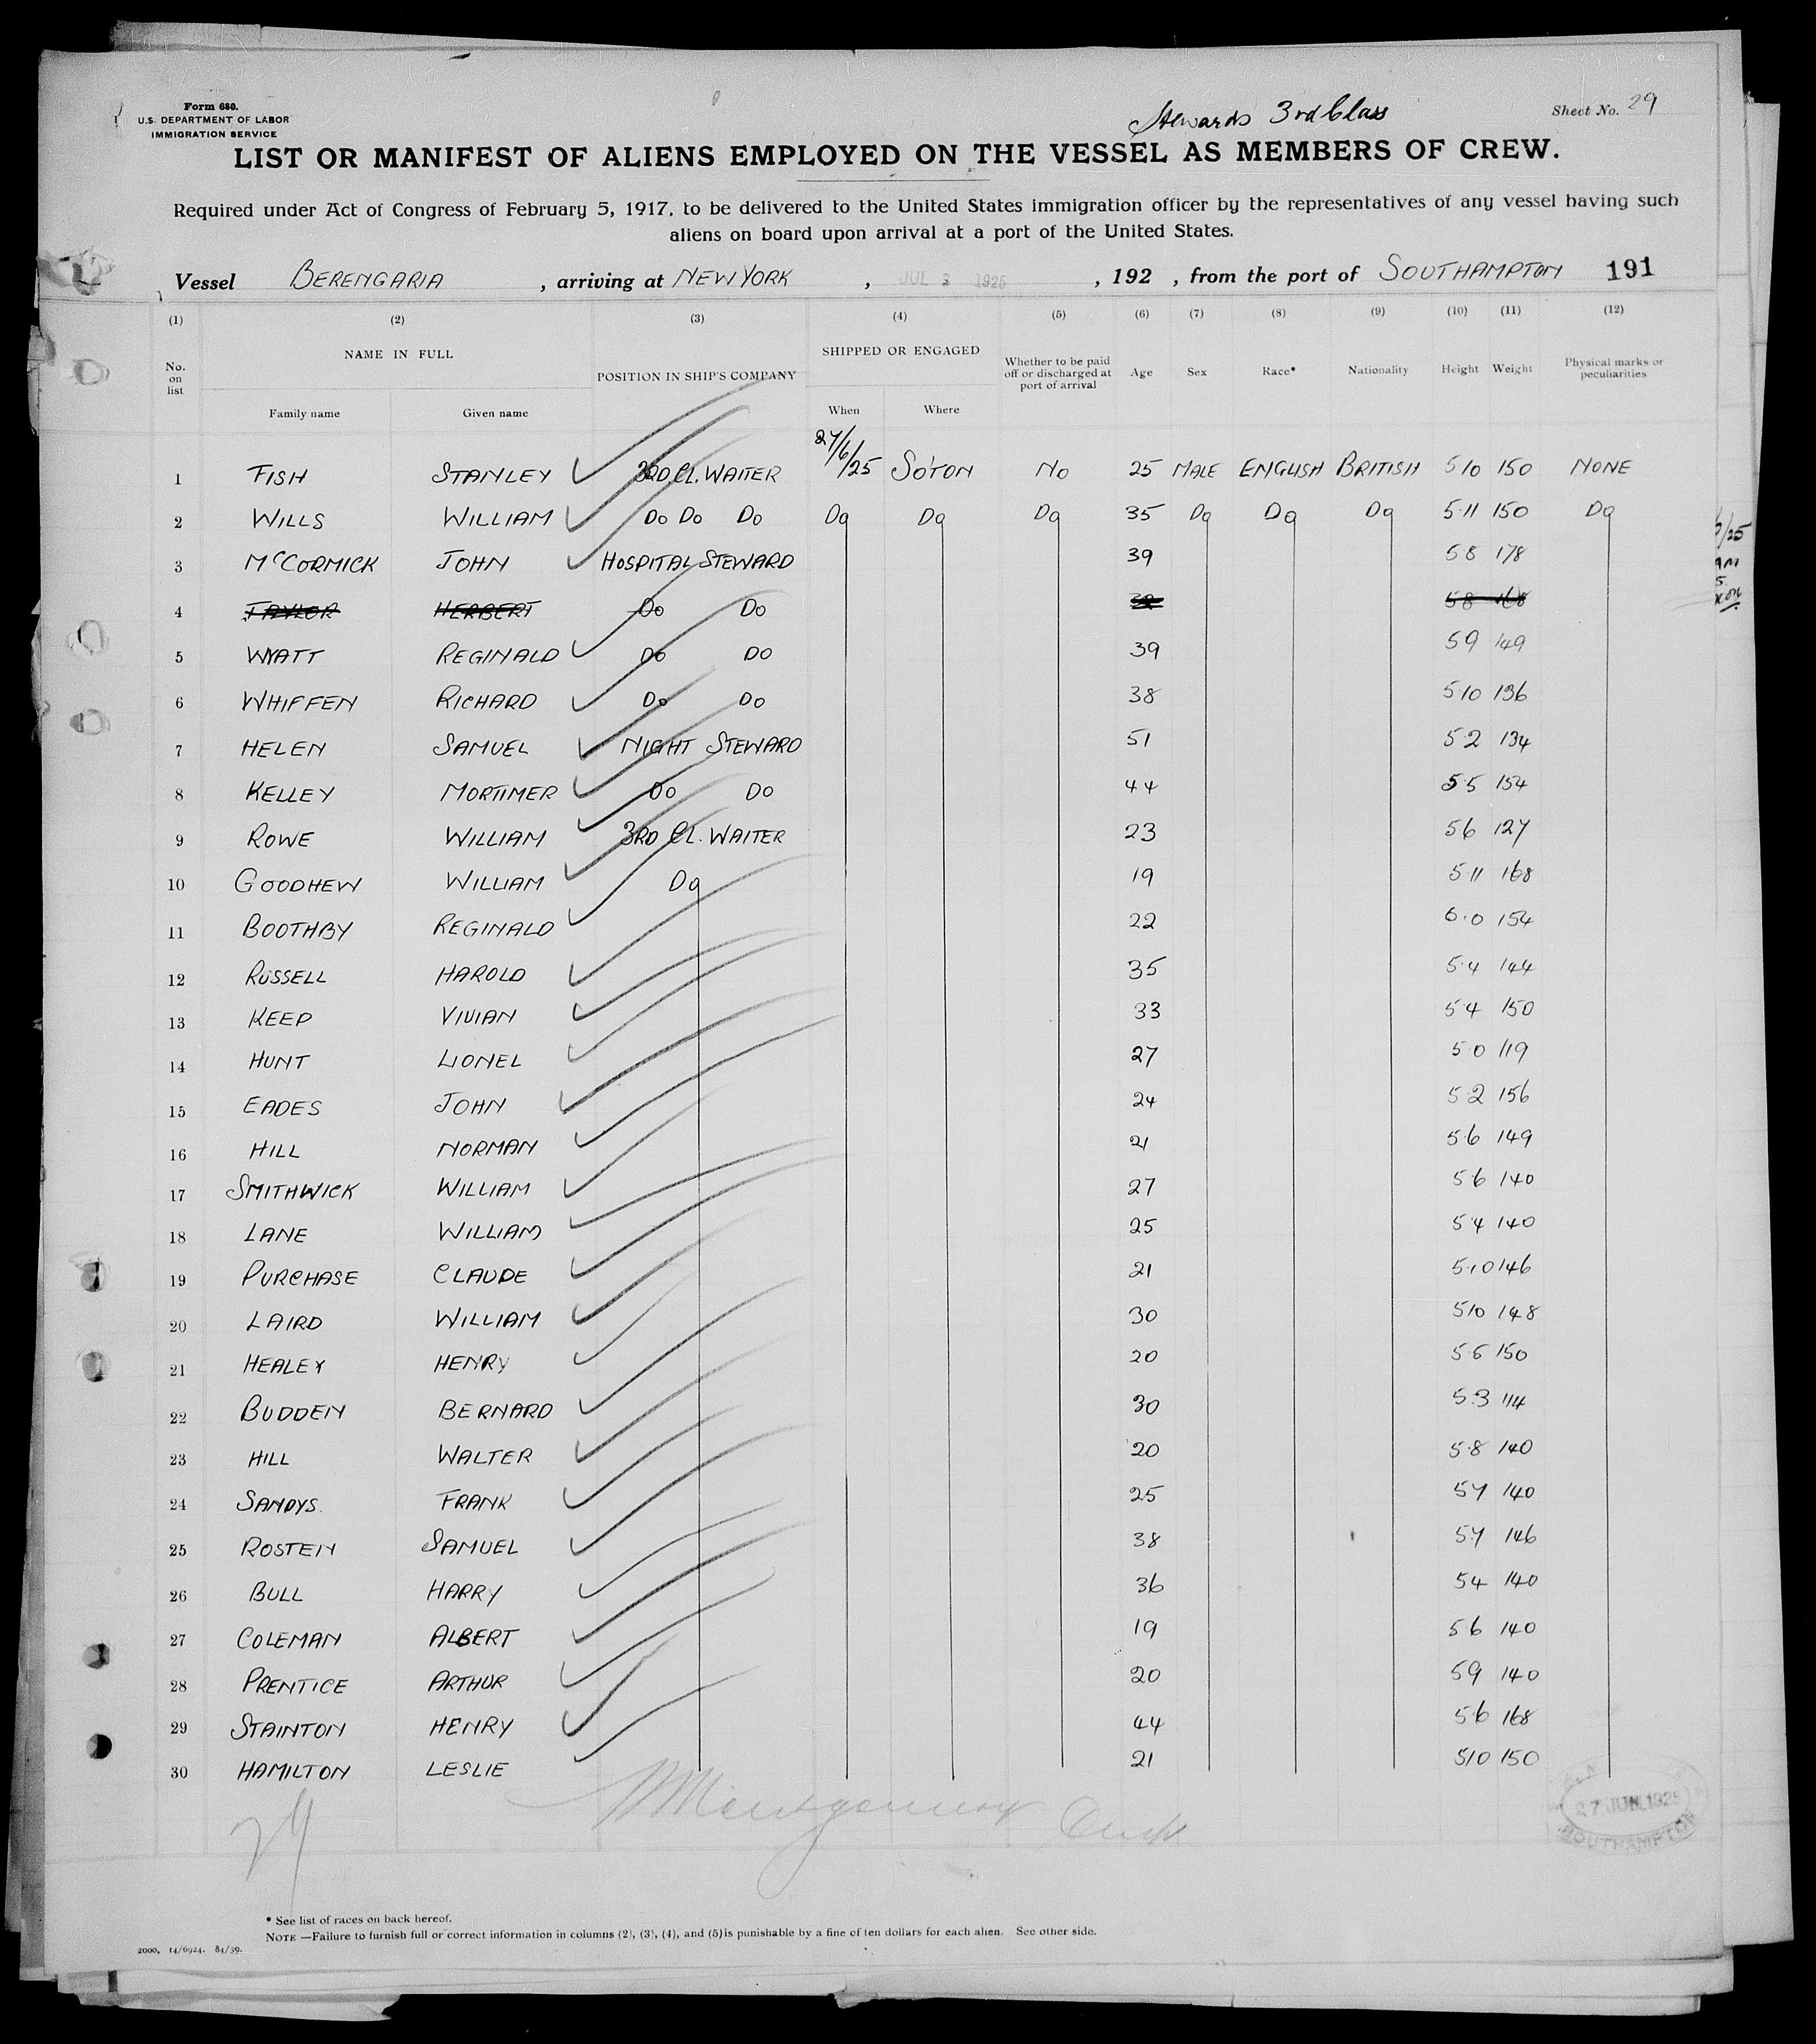 Form 680.
U.S. DEPARTMENT OF LABOR
IMMIGRATION SERVICE
Stewards 3rd Class
Sheet No. 29
LIST OR MANIFEST OF ALIENS EMPLOYED ON THE VESSEL AS MEMBERS OF CREW.
Required under Act of Congress of February 5, 1917, to be delivered to the United States immigration officer by the representatives of any vessel having such
aliens on board upon arrival at a port of the United States.
Vessel BERENGARIA , arriving at NEW YORK , JUL 3 1925 , 192 , from the port of SOUTHAMPTON 191
(1) (2) (3) (4) (5) (6) (7) (8) (9) (10) (11) (12)
No. on list NAME IN FULL POSITION IN SHIP'S COMPANY SHIPPED OR ENGAGED Whether to be paid off or discharged at port of arrival Age Sex Race* Nationality Height Weight Physical marks or peculiarities
Family name Given name When Where
1 FISH STANLEY 3RD CL. WAITER 27/6/25 SO'TON NO 25 MALE ENGLISH BRITISH 5 10 150 NONE
2 WILLS WILLIAM DO DO DO DO DO DO 35 DO DO DO 5 11 150 DO
3 McCORMICK JOHN HOSPITAL STEWARD 39 5 8 178
4 TAYLOR HERBERT DO DO 5 8 168
5 WYATT REGINALD DO DO 39 5 9 149
6 WHIFFEN RICHARD DO DO 38 5 10 136
7 HELEN SAMUEL NIGHT STEWARD 51 5 2 134
8 KELLEY MORTIMER DO DO 44 5 5 154
9 ROWE WILLIAM 3RD CL. WAITER 23 5 6 127
10 GOODHEW WILLIAM DO 19 5 11 168
11 BOOTHBY REGINALD 22 6.0 154
12 RUSSELL HAROLD 35 5.4 144
13 KEEP VIVIAN 33 5 4 150
14 HUNT LIONEL 27 5 0 119
15 EADES JOHN 24 5 2 156
16 HILL NORMAN 21 5 6 149
17 SMITHWICK WILLIAM 27 5 6 140
18 LANE WILLIAM 25 5 4 140
19 PURCHASE CLAUDE 21 5.10 146
20 LAIRD WILLIAM 30 5 10 148
21 HEALEY HENRY 20 5 6 150
22 BUDDEN BERNARD 30 5.3 114
23 HILL WALTER 20 5.8 140
24 SANDYS. FRANK 25 5 7 140
25 ROSTEN SAMUEL 38 5.7 146
26 BULL HARRY 36 5 4 140
27 COLEMAN ALBERT 19 5 6 140
28 PRENTICE ARTHUR 20 5 9 140
29 STAINTON HENRY 44 5 6 168
30 HAMILTON LESLIE 21 5 10 150
29 Montgomery
27 JUN. 1925
SOUTHAMPTON
* See list of races on back hereof.
NOTE —Failure to furnish full or correct information in columns (2), (3), (4), and (5) is punishable by a fine of ten dollars for each alien. See other side.
2000, 14/6924. 84/39.